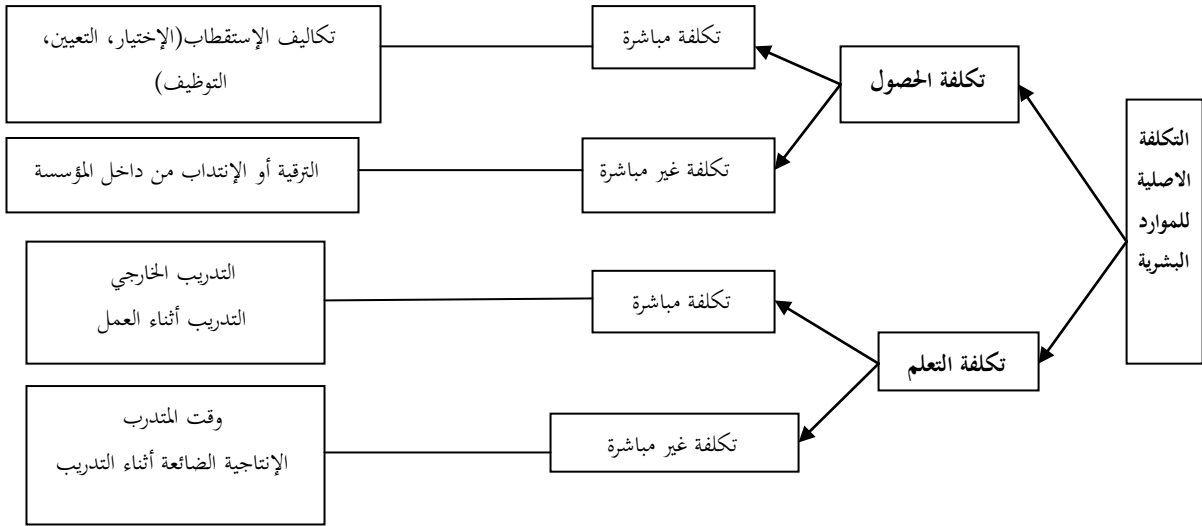 التكلفة
الاصلية
للموارد
البشرية
تكلفة الحصول
تكلفة مباشرة
تكاليف الإستقطاب(الإختيار، التعيين،
التوظيف)
تكلفة غير مباشرة
الترقية أو الإنتداب من داخل المؤسسة
تكلفة التعلم
تكلفة مباشرة
التدريب الخارجي
التدريب أثناء العمل
تكلفة غير مباشرة
وقت المتدرب
الإنتاجية الضائعة أثناء التدريب